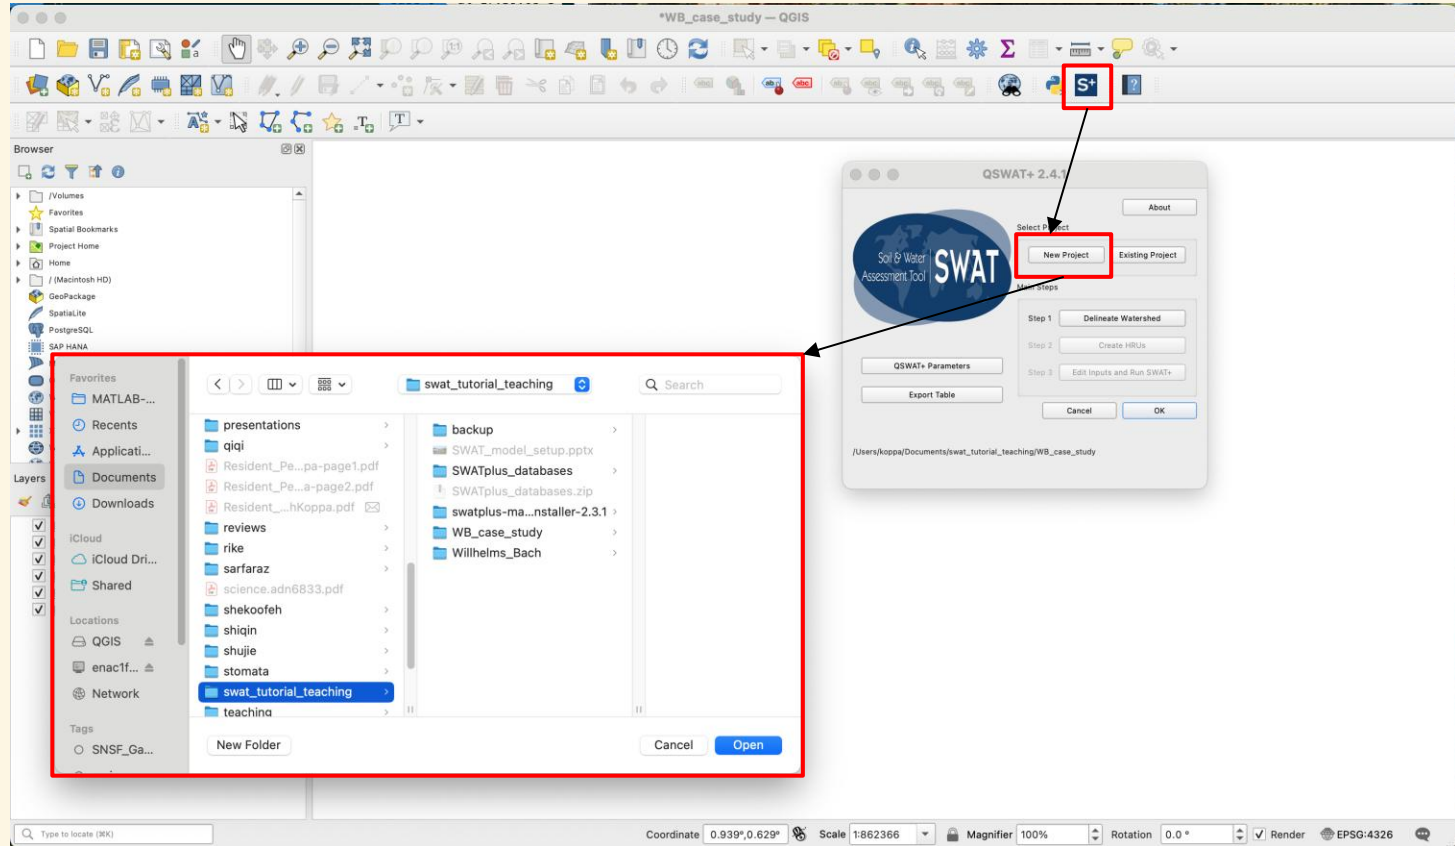 *WB_case_study — QGIS
S+
?
Browser
/Volumes
Favorites
Spatial Bookmarks
Project Home
Home
/ (Macintosh HD)
GeoPackage
SpatiaLite
PostgreSQL
SAP HANA
Layers
QSWAT+ 2.4.1
About
Select Project
New Project
Existing Project
Soil & Water
Assessment Tool
SWAT
Main Steps
Step 1
Delineate Watershed
Step 2
Create HRUs
Step 3
Edit Inputs and Run SWAT+
QSWAT+ Parameters
Export Table
Cancel
OK
/Users/koppa/Documents/swat_tutorial_teaching/WB_case_study
Favorites
MATLAB-...
Recents
Applicati...
Documents
Downloads
iCloud
iCloud Dri...
Shared
Locations
QGIS
enac1f...
Network
Tags
SNSF_Ga...
swat_tutorial_teaching
Search
presentations
qiqi
Resident_Pe...pa-page1.pdf
Resident_Pe...a-page2.pdf
Resident_...hKoppa.pdf
reviews
rike
sarfaraz
science.adn6833.pdf
shekoofeh
shiqin
shujie
stomata
swat_tutorial_teaching
teaching
backup
SWAT_model_setup.pptx
SWATplus_databases
SWATplus_databases.zip
swatplus-ma...nstaller-2.3.1
WB_case_study
Willhelms_Bach
New Folder
Cancel
Open
Type to locate (⌘K)
Coordinate 0.939°,0.629°
Scale 1:862366
Magnifier 100%
Rotation 0.0 °
Render
EPSG:4326